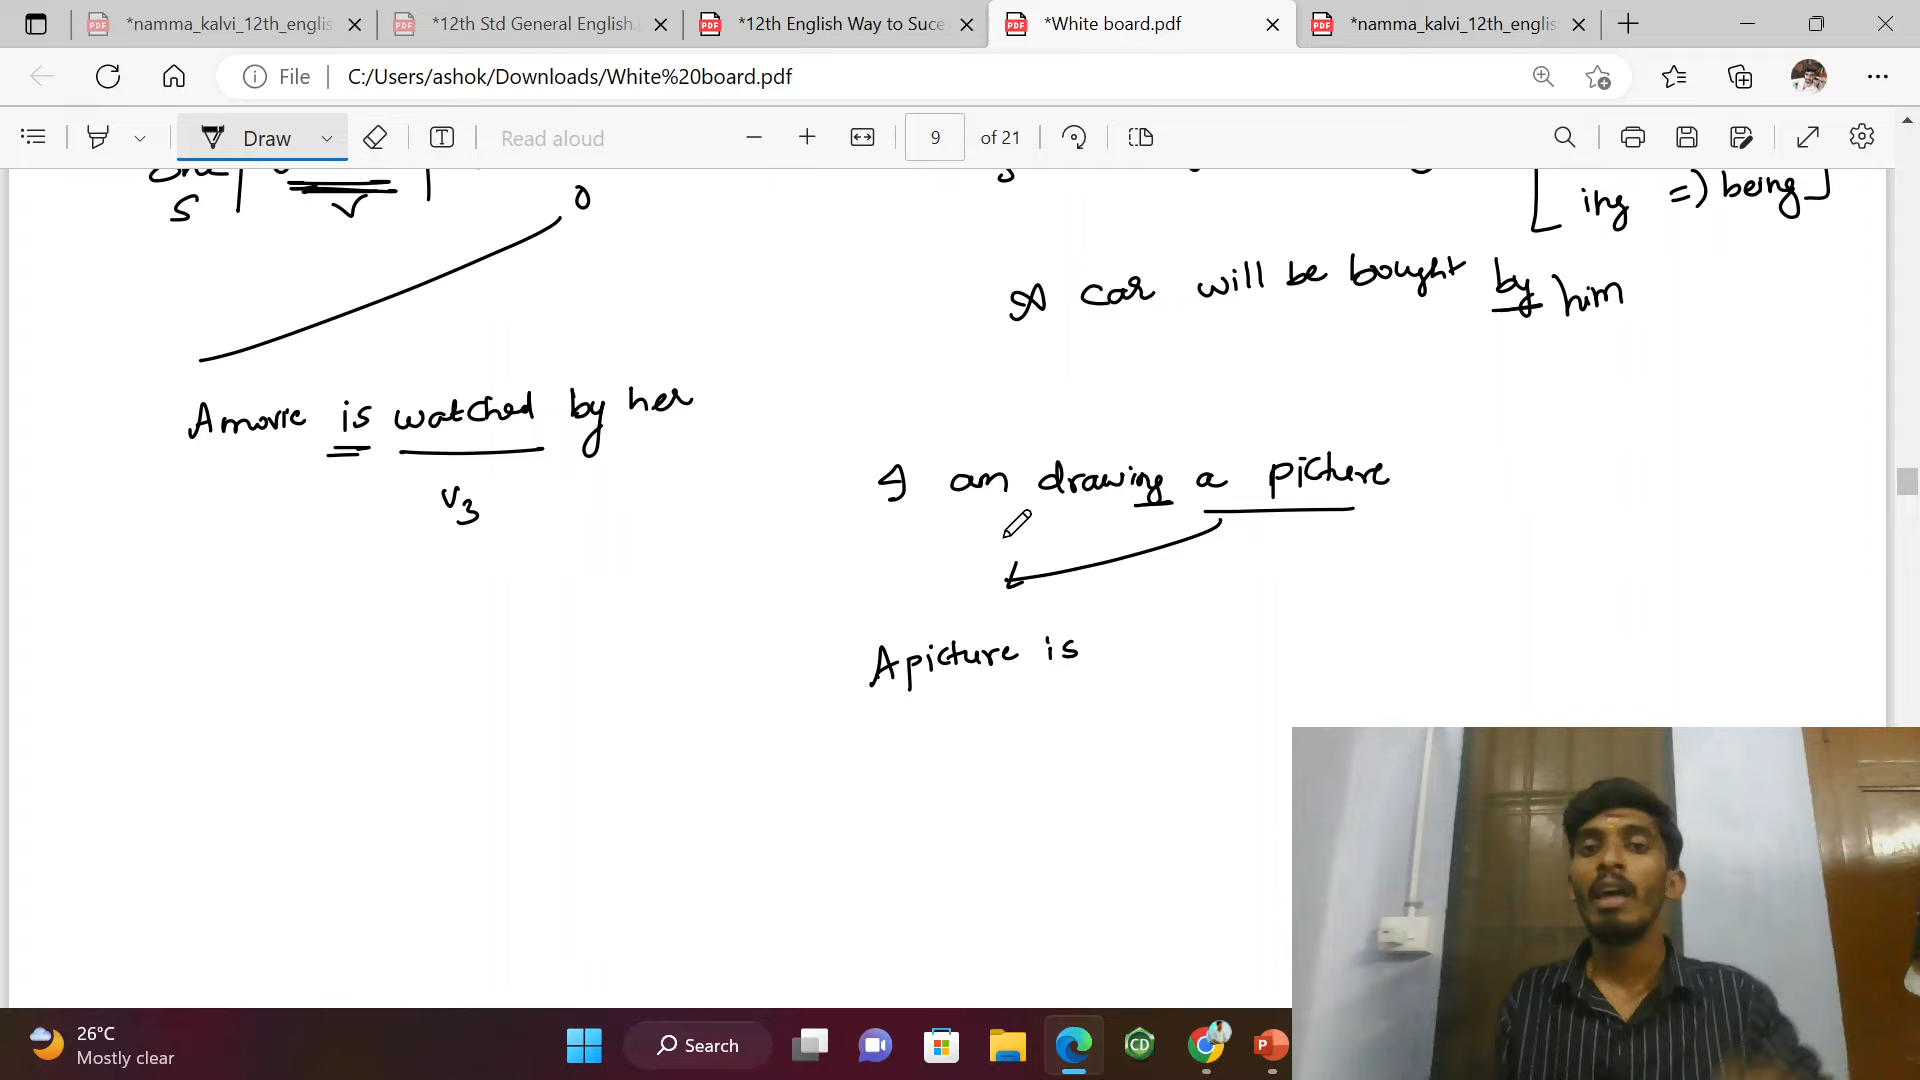 *namma_kalvi_12th_englis
*12th Std General English.
*12th English Way to Suce
*White board.pdf
*namma_kalvi_12th_englis
File
C:/Users/ashok/Downloads/White%20board.pdf
Draw
Read aloud
9
of 21
S
V
O
ing => being
A car will be bought by him
A movie is watched by her
V3
I am drawing a picture
A picture is
26°C
Mostly clear
Search